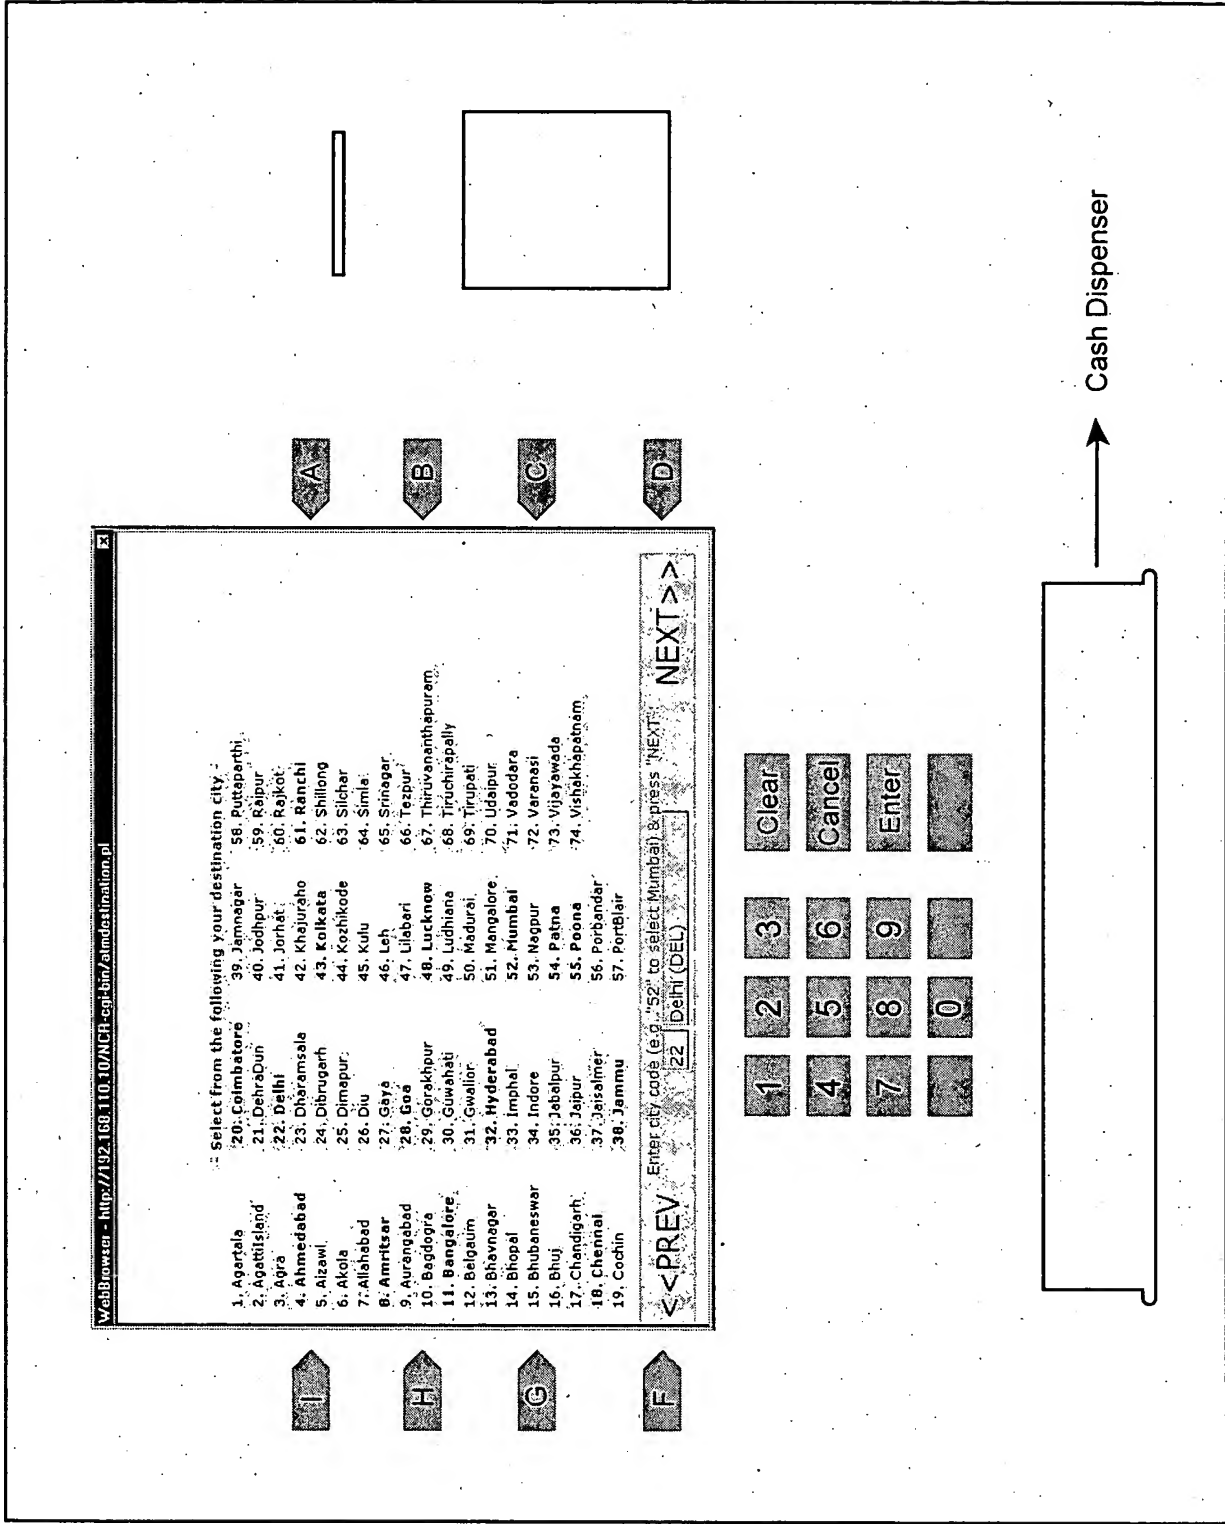 WebBrowser - http://192.168.110.10/NCR-cgi-bin/atmdestination.pl
- Select from the following your destination city -
1. Agartala 20. Coimbatore 39. Jamnagar 58. Puttaparthi
2. AgattiIsland 21. DehraDun 40. Jodhpur 59. Raipur
3. Agra 22. Delhi 41. Jorhat 60. Rajkot
4. Ahmedabad 23. Dharamsala 42. Khajuraho 61. Ranchi
5. Aizawl 24. Dibrugarh 43. Kolkata 62. Shillong
6. Akola 25. Dimapur 44. Kozhikode 63. Silchar
7. Allahabad 26. Diu 45. Kulu 64. Simla
8. Amritsar 27. Gaya 46. Leh 65. Srinagar
9. Aurangabad 28. Goa 47. Lilabari 66. Tezpur
10. Bagdogra 29. Gorakhpur 48. Lucknow 67. Thiruvananthapuram
11. Bangalore 30. Guwahati 49. Ludhiana 68. Tiruchirapally
12. Belgaum 31. Gwalior 50. Madurai 69. Tirupati
13. Bhavnagar 32. Hyderabad 51. Mangalore 70. Udaipur
14. Bhopal 33. Imphal 52. Mumbai 71. Vadodara
15. Bhubaneswar 34. Indore 53. Nagpur 72. Varanasi
16. Bhuj 35. Jabalpur 54. Patna 73. Vijayawada
17. Chandigarh 36. Jaipur 55. Poona 74. Vishakhapatnam
18. Chennai 37. Jaisalmer 56. Porbandar
19. Cochin 38. Jammu 57. PortBlair
Enter city code (e.g. "52" to select Mumbai) & press "NEXT"
<<PREV 22 Delhi (DEL) NEXT>>
I A
H B
G C
F D
1 2 3 Clear
4 5 6 Cancel
7 8 9 Enter
0
Cash Dispenser